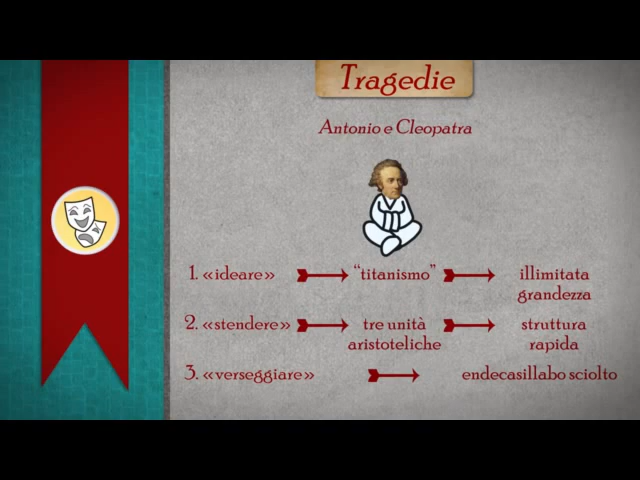 Tragedie
Antonio e Cleopatra
1. «ideare» “titanismo” illimitata
grandezza
2. «stendere» tre unità struttura
aristoteliche rapida
3. «verseggiare» endecasillabo sciolto